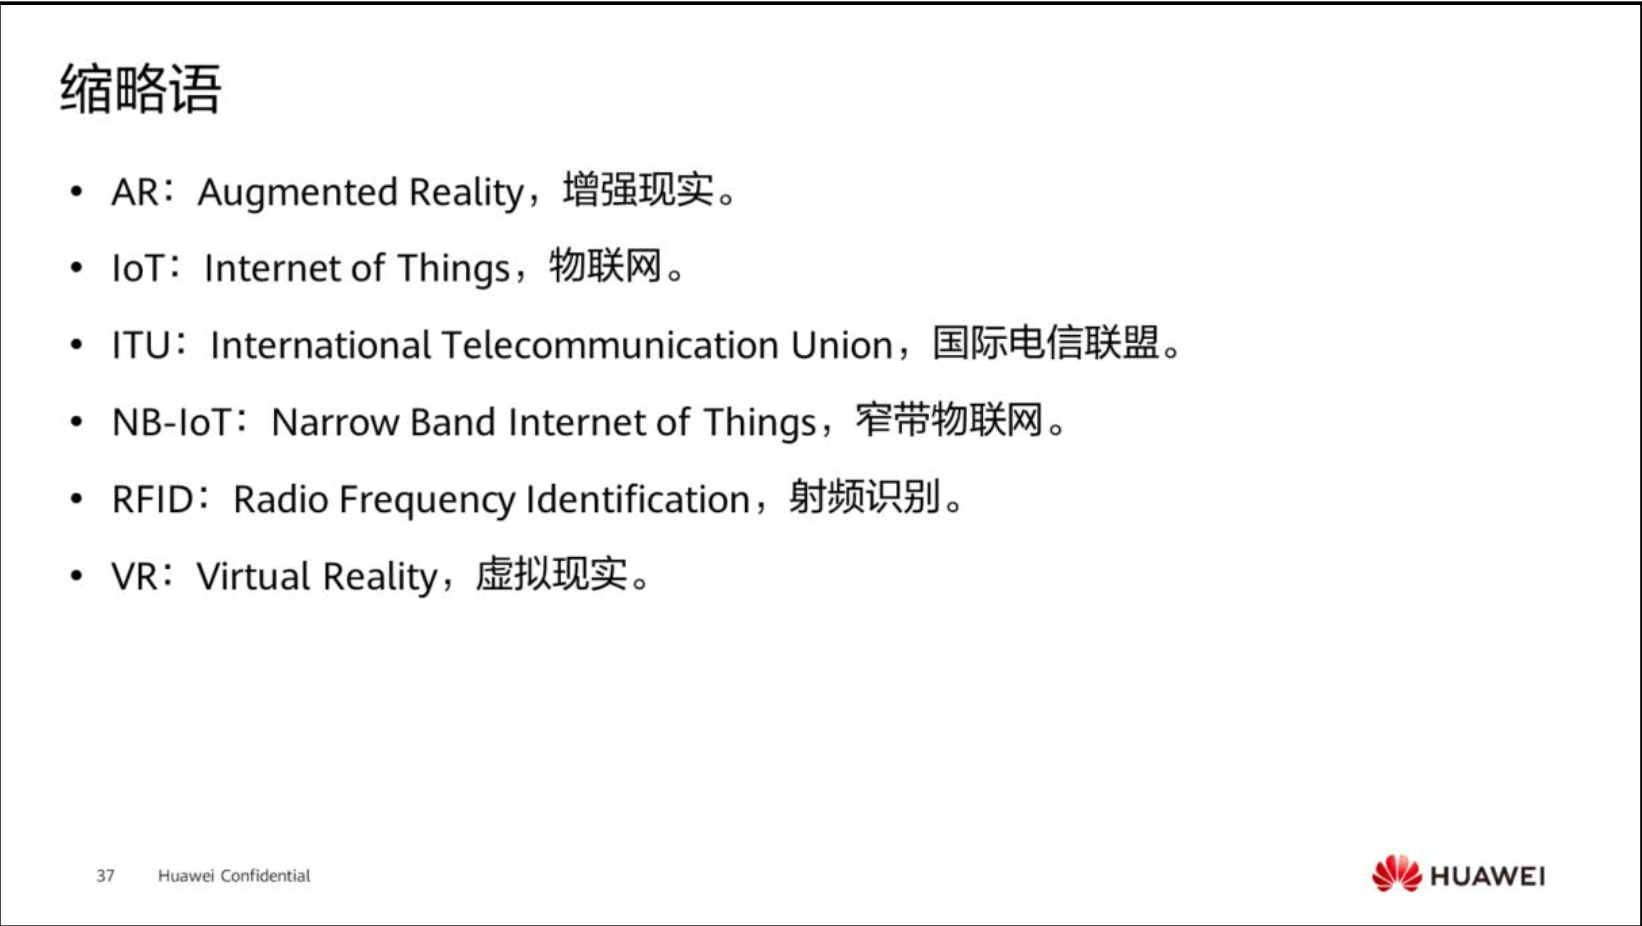 缩略语
• AR：Augmented Reality，增强现实。
• IoT：Internet of Things，物联网。
• ITU：International Telecommunication Union，国际电信联盟。
• NB-IoT：Narrow Band Internet of Things，窄带物联网。
• RFID：Radio Frequency Identification，射频识别。
• VR：Virtual Reality，虚拟现实。
37 Huawei Confidential
HUAWEI